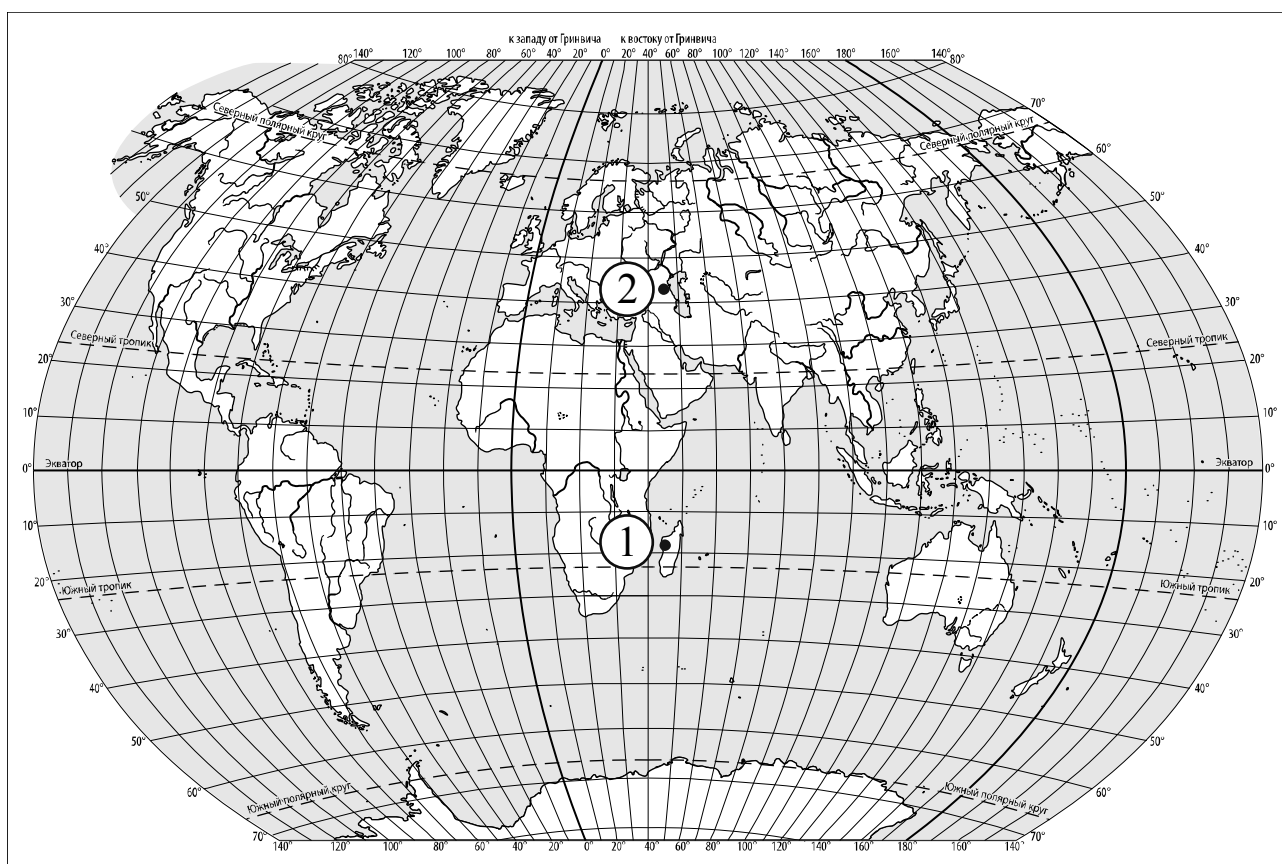 к западу от Гринвича к востоку от Гринвича
80° 140° 120° 100° 80° 60° 40° 20° 0° 20° 40° 60° 80° 100° 120° 140° 160° 180° 160° 140° 80°
70°
Северный полярный круг Северный полярный круг
60°
50° 50°
40° 40°
2
30° 30°
Северный тропик Северный тропик
20° 20°
10° 10°
Экватор Экватор
0° 0°
10° 10°
1
20° 20°
Южный тропик Южный тропик
30° 30°
40° 40°
50° 50°
60° 60°
Южный полярный круг Южный полярный круг
70° 70°
140° 120° 100° 80° 60° 40° 20° 0° 20° 40° 60° 80° 100° 120° 140° 160° 180° 160° 140°